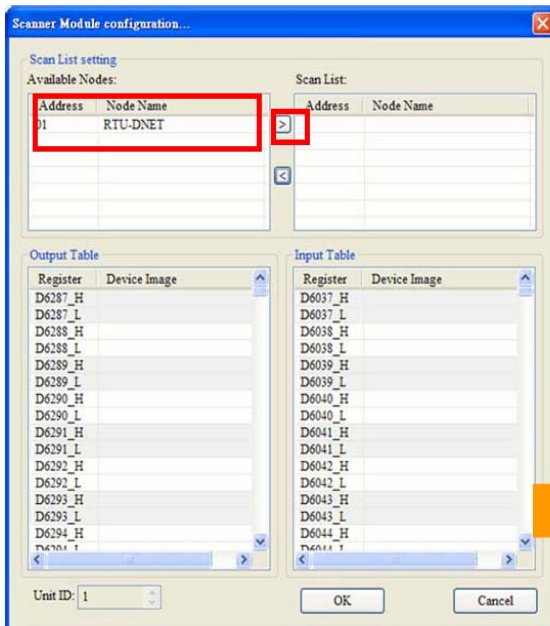 Scanner Module configuration...
Scan List setting
Available Nodes:
Scan List:
Address Node Name
Address Node Name
01 RTU-DNET
>
<
Output Table
Input Table
Register Device Image
Register Device Image
D6287_H
D6037_H
D6287_L
D6037_L
D6288_H
D6038_H
D6288_L
D6038_L
D6289_H
D6039_H
D6289_L
D6039_L
D6290_H
D6040_H
D6290_L
D6040_L
D6291_H
D6041_H
D6291_L
D6041_L
D6292_H
D6042_H
D6292_L
D6042_L
D6293_H
D6043_H
D6293_L
D6043_L
D6294_H
D6044_H
D6294_L
D6044_L
Unit ID: 1
OK
Cancel